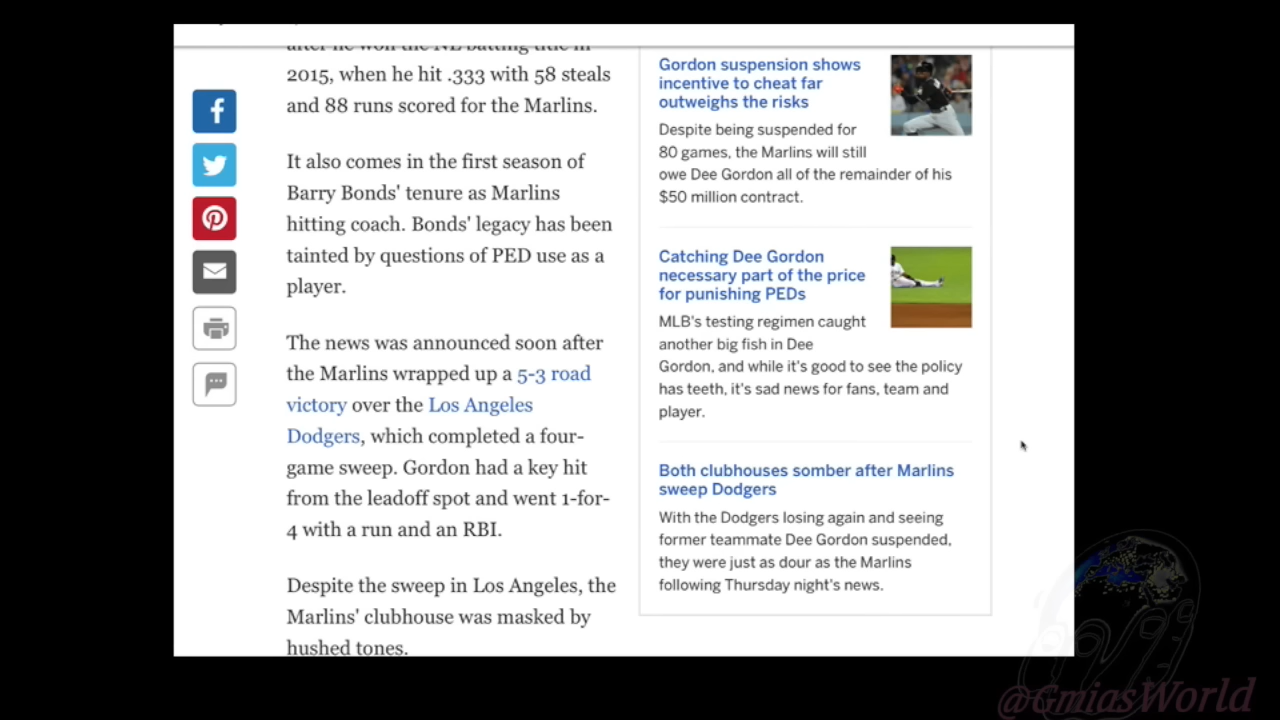 2015, when he hit .333 with 58 steals
and 88 runs scored for the Marlins.
It also comes in the first season of
Barry Bonds' tenure as Marlins
hitting coach. Bonds' legacy has been
tainted by questions of PED use as a
player.
The news was announced soon after
the Marlins wrapped up a 5-3 road
victory over the Los Angeles
Dodgers, which completed a four-
game sweep. Gordon had a key hit
from the leadoff spot and went 1-for-
4 with a run and an RBI.
Despite the sweep in Los Angeles, the
Marlins' clubhouse was masked by
hushed tones.
Gordon suspension shows
incentive to cheat far
outweighs the risks
Despite being suspended for
80 games, the Marlins will still
owe Dee Gordon all of the remainder of his
$50 million contract.
Catching Dee Gordon
necessary part of the price
for punishing PEDs
MLB's testing regimen caught
another big fish in Dee
Gordon, and while it's good to see the policy
has teeth, it's sad news for fans, team and
player.
Both clubhouses somber after Marlins
sweep Dodgers
With the Dodgers losing again and seeing
former teammate Dee Gordon suspended,
they were just as dour as the Marlins
following Thursday night's news.
@GmiasWorld